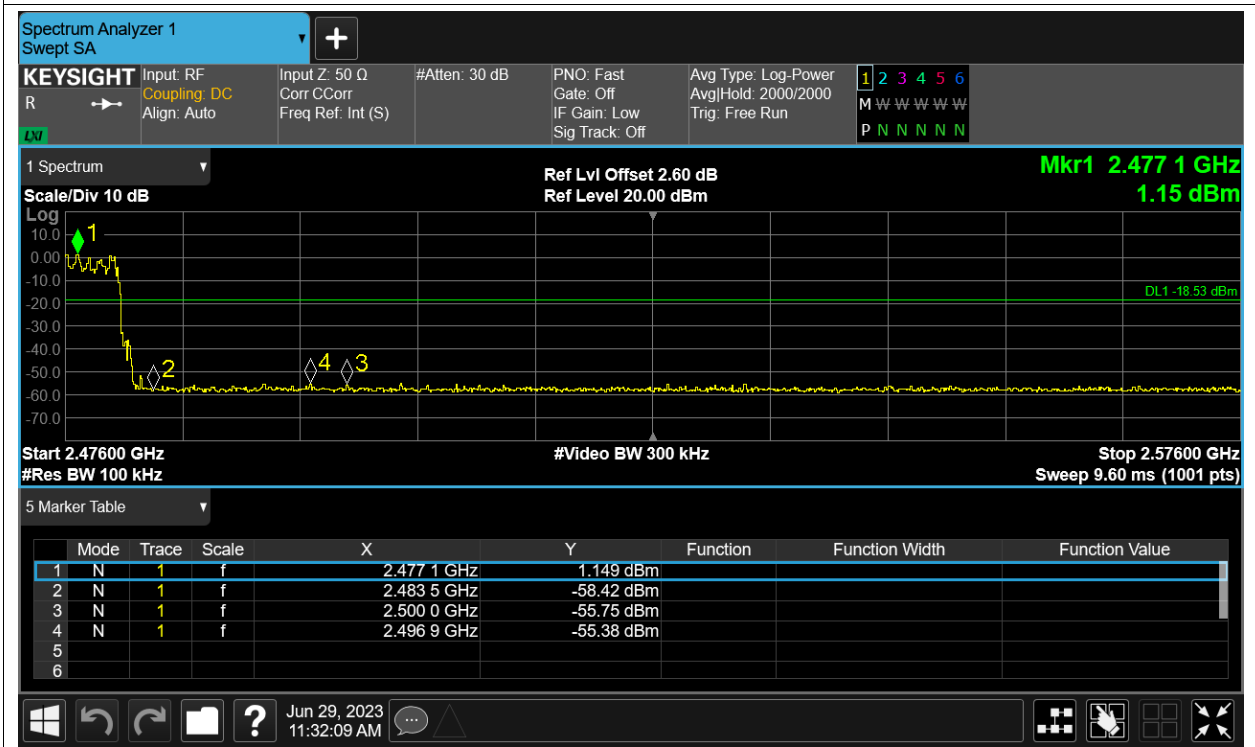 Spectrum Analyzer 1
Swept SA
KEYSIGHT
R
LXI
Input: RF
Coupling: DC
Align: Auto
Input Z: 50 Ω
Corr CCorr
Freq Ref: Int (S)
#Atten: 30 dB
PNO: Fast
Gate: Off
IF Gain: Low
Sig Track: Off
Avg Type: Log-Power
Avg|Hold: 2000/2000
Trig: Free Run
1 2 3 4 5 6
M W W W W W
P N N N N N
1 Spectrum
Scale/Div 10 dB
Ref Lvl Offset 2.60 dB
Ref Level 20.00 dBm
Mkr1 2.477 1 GHz
1.15 dBm
Log
10.0
0.00
-10.0
-20.0
-30.0
-40.0
-50.0
-60.0
-70.0
1
2
4
3
DL1 -18.53 dBm
Start 2.47600 GHz
#Video BW 300 kHz
Stop 2.57600 GHz
#Res BW 100 kHz
Sweep 9.60 ms (1001 pts)
5 Marker Table
Mode Trace Scale X Y Function Function Width Function Value
1 N 1 f 2.477 1 GHz 1.149 dBm
2 N 1 f 2.483 5 GHz -58.42 dBm
3 N 1 f 2.500 0 GHz -55.75 dBm
4 N 1 f 2.496 9 GHz -55.38 dBm
5
6
?
Jun 29, 2023
11:32:09 AM